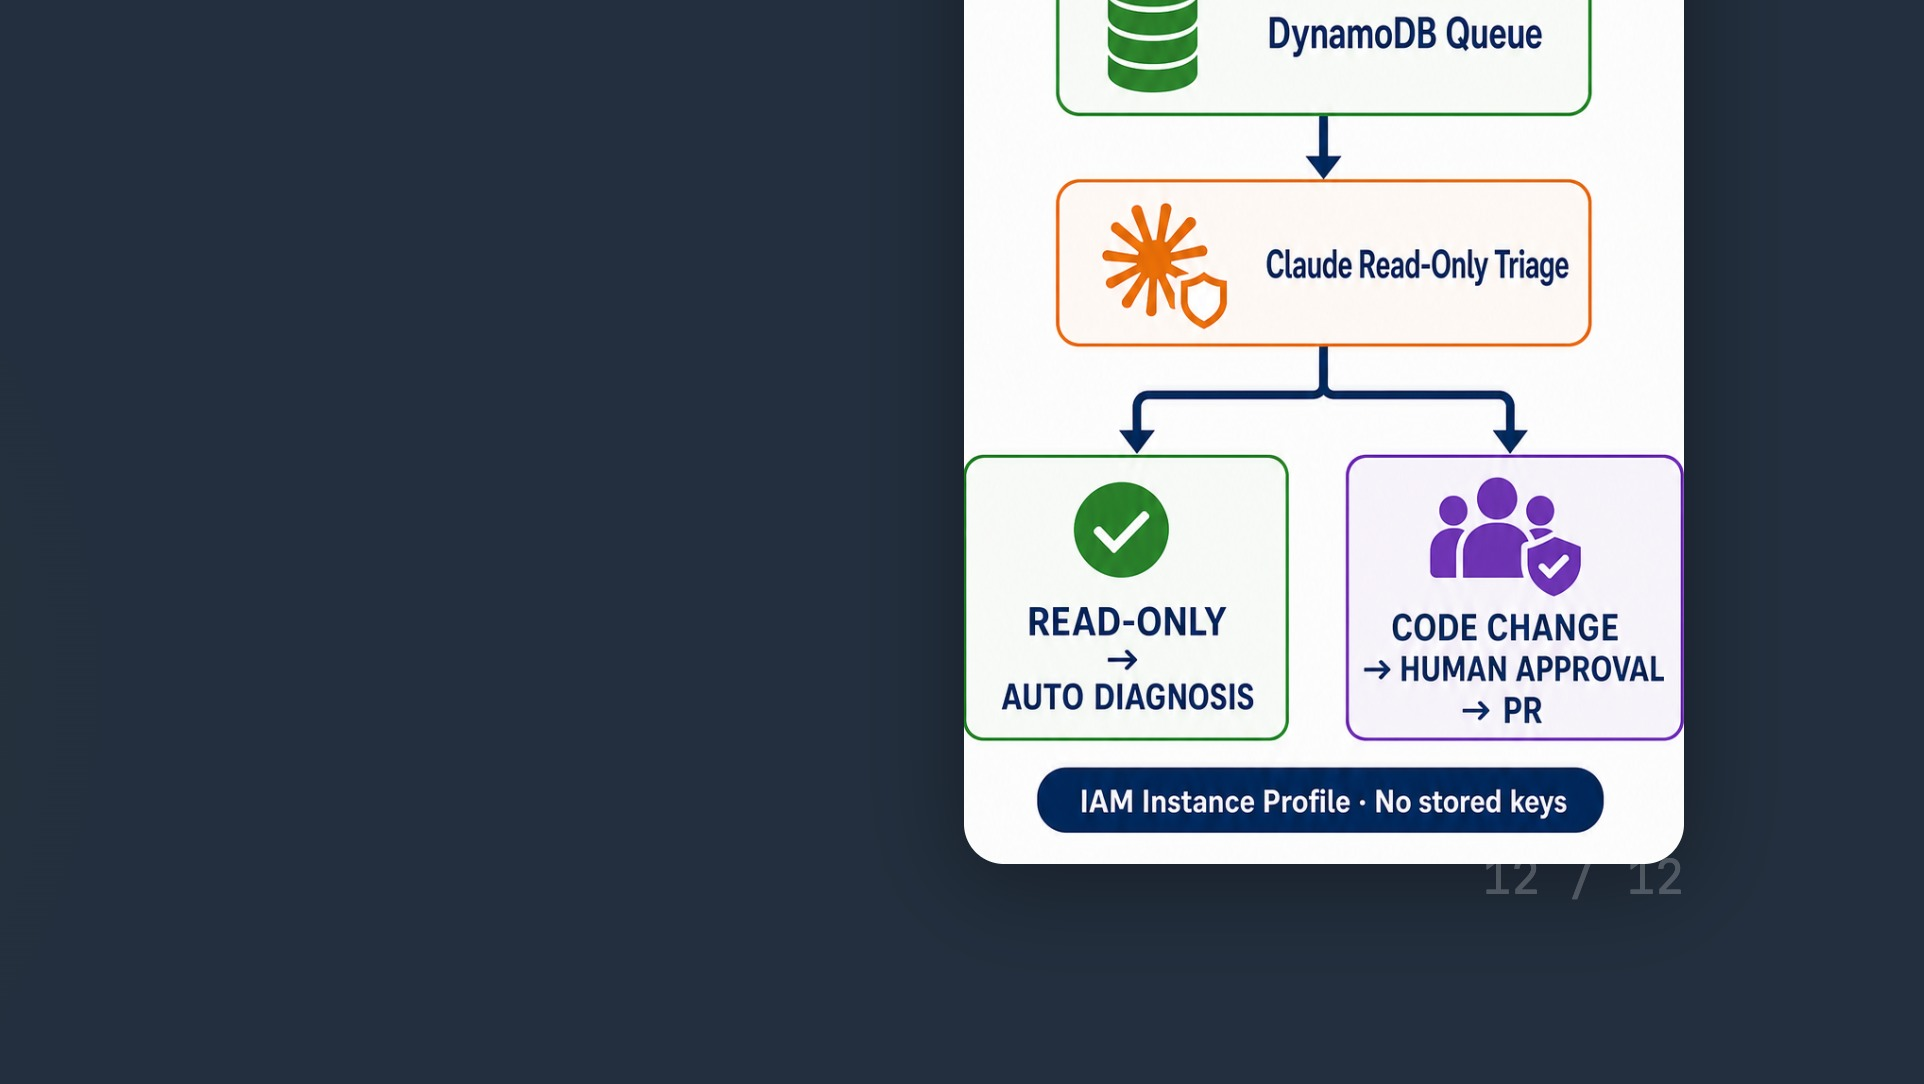 DynamoDB Queue
Claude Read-Only Triage
READ-ONLY
→
AUTO DIAGNOSIS
CODE CHANGE
→ HUMAN APPROVAL
→ PR
IAM Instance Profile · No stored keys
12 / 12